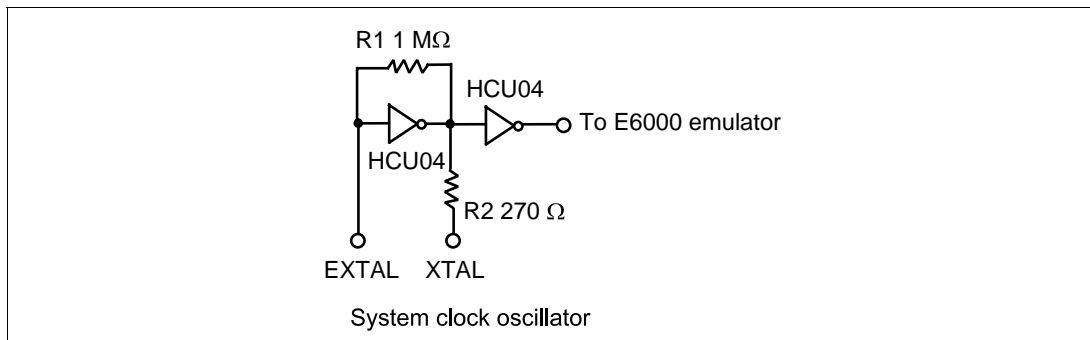 R1 1 MΩ
HCU04
To E6000 emulator
HCU04
R2 270 Ω
EXTAL XTAL
System clock oscillator